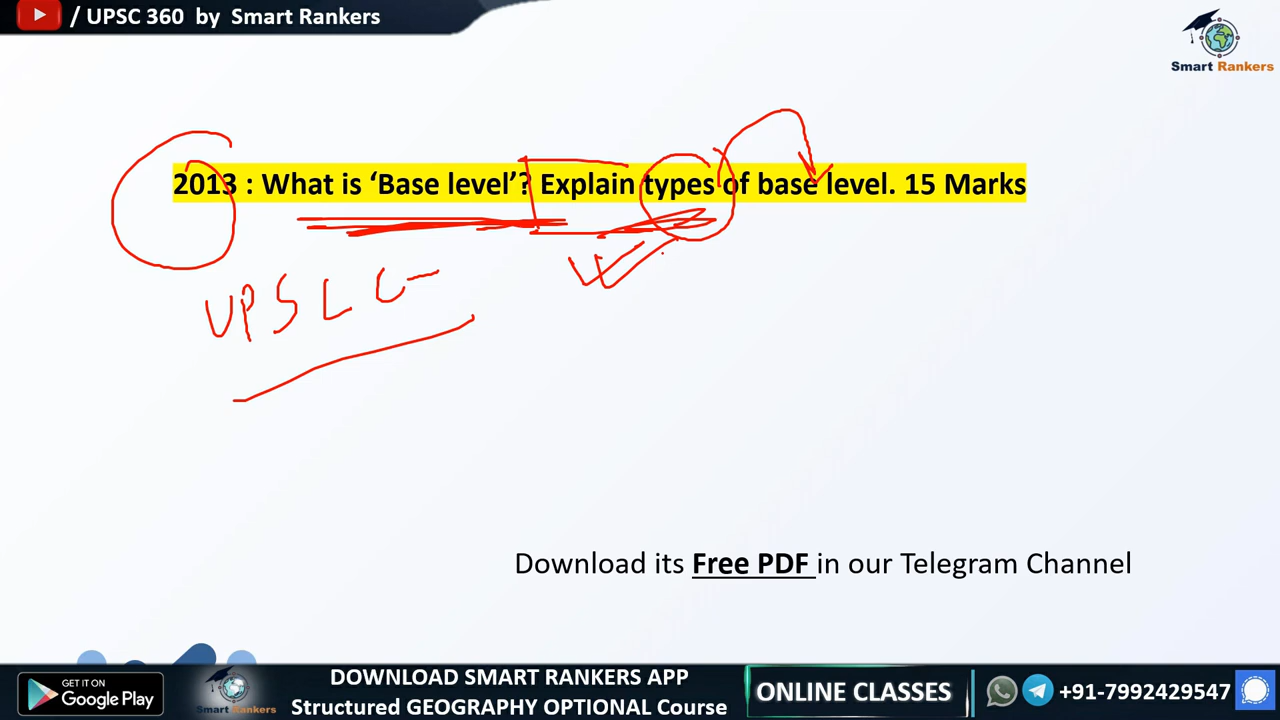 / UPSC 360 by Smart Rankers
Smart Rankers
2013 : What is ‘Base level’? Explain types of base level. 15 Marks
Download its Free PDF in our Telegram Channel
GET IT ON
Google Play
Smart Rankers
DOWNLOAD SMART RANKERS APP
Structured GEOGRAPHY OPTIONAL Course
ONLINE CLASSES
+91-7992429547